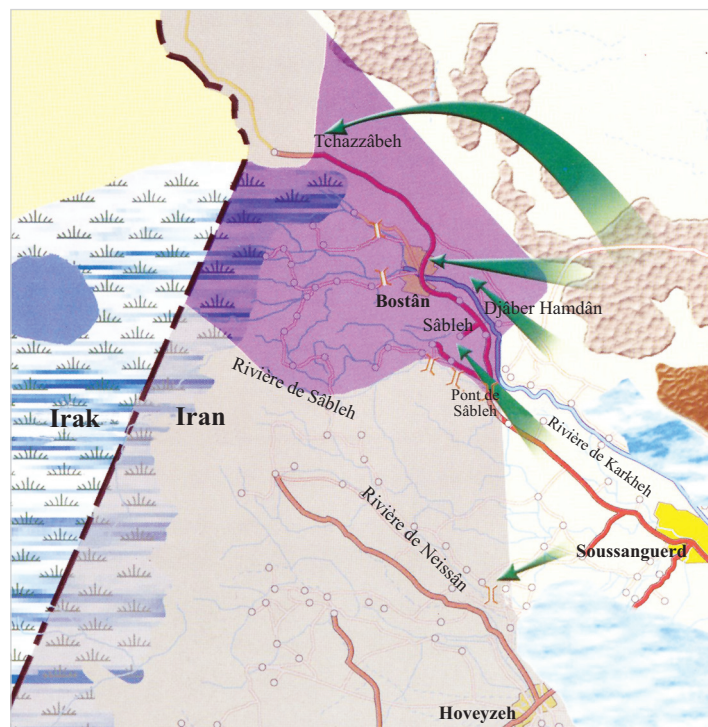 Tchazzâbeh
Bostân
Djâber Hamdân
Sâbleh
Rivière de Sâbleh
Pont de
Sâbleh
Irak
Iran
Rivière de Karkheh
Rivière de Neissân
Soussanguerd
Hoveyzeh